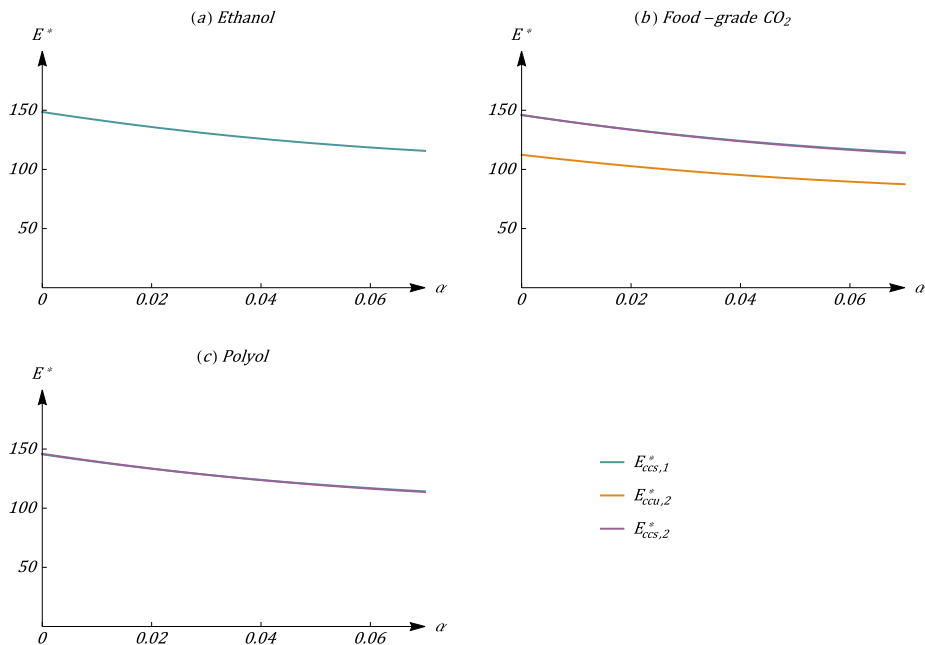 (a) Ethanol
E*
150
100
50
0 0.02 0.04 0.06 α
(b) Food-grade CO₂
E*
150
100
50
0 0.02 0.04 0.06 α
(c) Polyol
E*
150
100
50
0 0.02 0.04 0.06 α
E*ccs,1
E*ccu,2
E*ccs,2